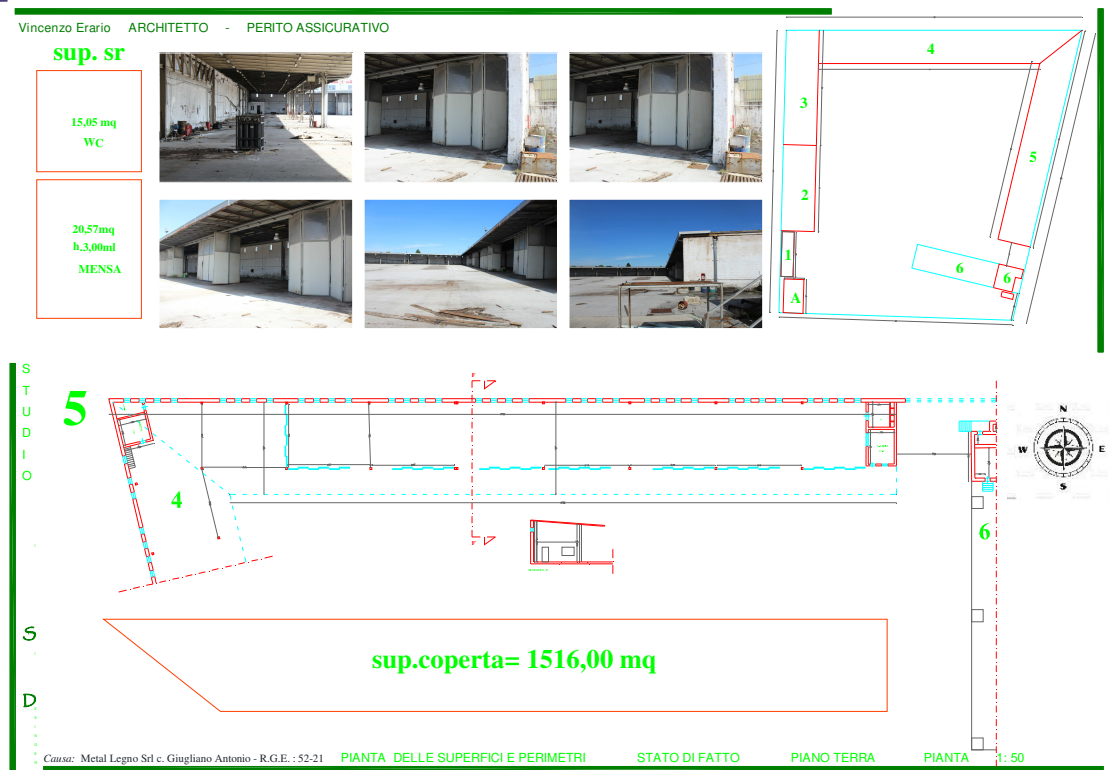 Vincenzo Erario ARCHITETTO - PERITO ASSICURATIVO
sup. sr
15,05 mq
WC
20,57mq
h,3,00ml
MENSA
4
3
5
2
1
6
6
A
STUDIO
5
4
6
N
W
E
S
sup.coperta= 1516,00 mq
S
D
Causa: Metal Legno Srl c. Giugliano Antonio - R.G.E. : 52-21 PIANTA DELLE SUPERFICI E PERIMETRI STATO DI FATTO PIANO TERRA PIANTA 1: 50